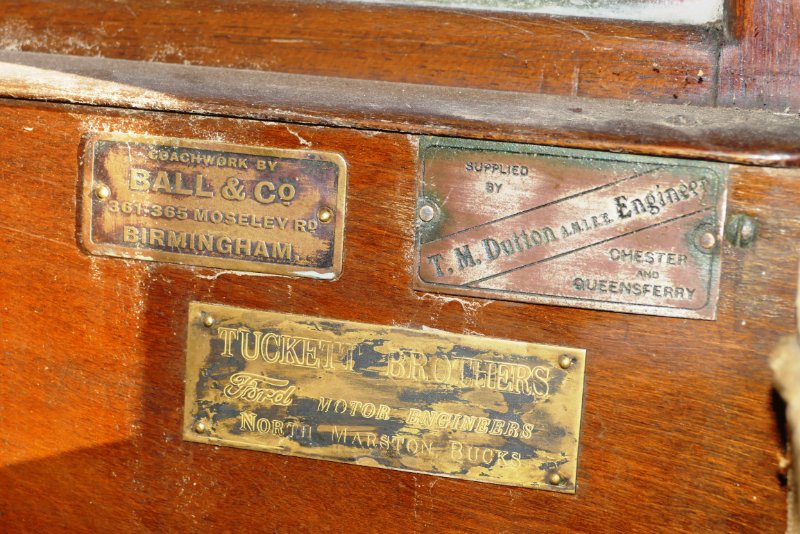 COACHWORK BY
BALL & Cº
361-365 MOSELEY RD
BIRMINGHAM
SUPPLIED
BY
T. M. Dutton A.M.I.E.E. Engineer
CHESTER
AND
QUEENSFERRY
TUCKETT BROTHERS
Ford MOTOR ENGINEERS
NORTH MARSTON, BUCKS